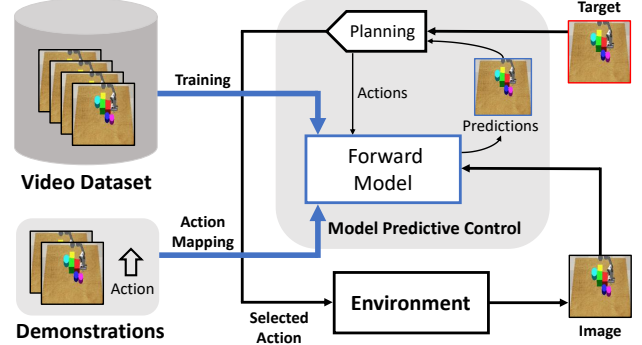 Target
Planning
Training
Actions
Predictions
Video Dataset
Forward
Model
Action
Mapping
Model Predictive Control
Action
Demonstrations
Selected
Action
Environment
Image